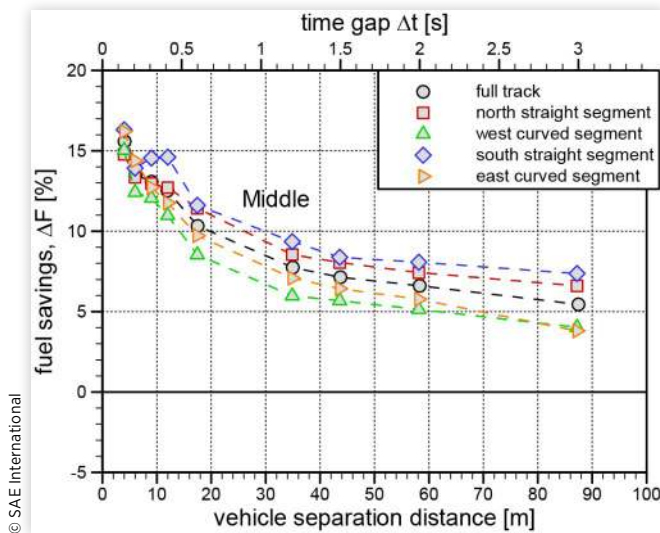 time gap Δt [s]
0 0.5 1 1.5 2 2.5 3
20
15
10
5
0
-5
fuel savings, ΔF [%]
full track
north straight segment
west curved segment
south straight segment
east curved segment
Middle
0 10 20 30 40 50 60 70 80 90 100
vehicle separation distance [m]
© SAE International